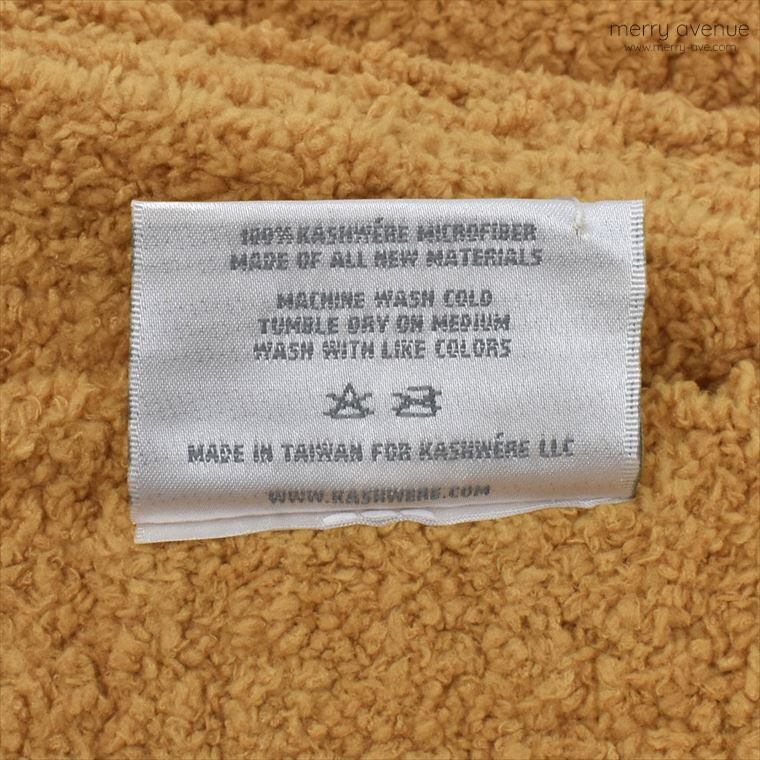 merry avenue
www.merry-ave.com
100% KASHWÉRE MICROFIBER
MADE OF ALL NEW MATERIALS
MACHINE WASH COLD
TUMBLE DRY ON MEDIUM
WASH WITH LIKE COLORS
MADE IN TAIWAN FOR KASHWÉRE LLC
WWW.KASHWERE.COM